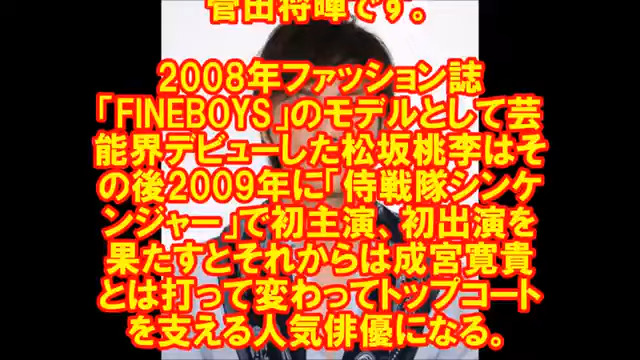 菅田将暉です。
2008年ファッション誌
「FINEBOYS」のモデルとして芸
能界デビューした松坂桃李はそ
の後2009年に「侍戦隊シンケ
ンジャー」で初主演、初出演を
果たすとそれからは成宮寛貴
とは打って変わってトップコート
を支える人気俳優になる。